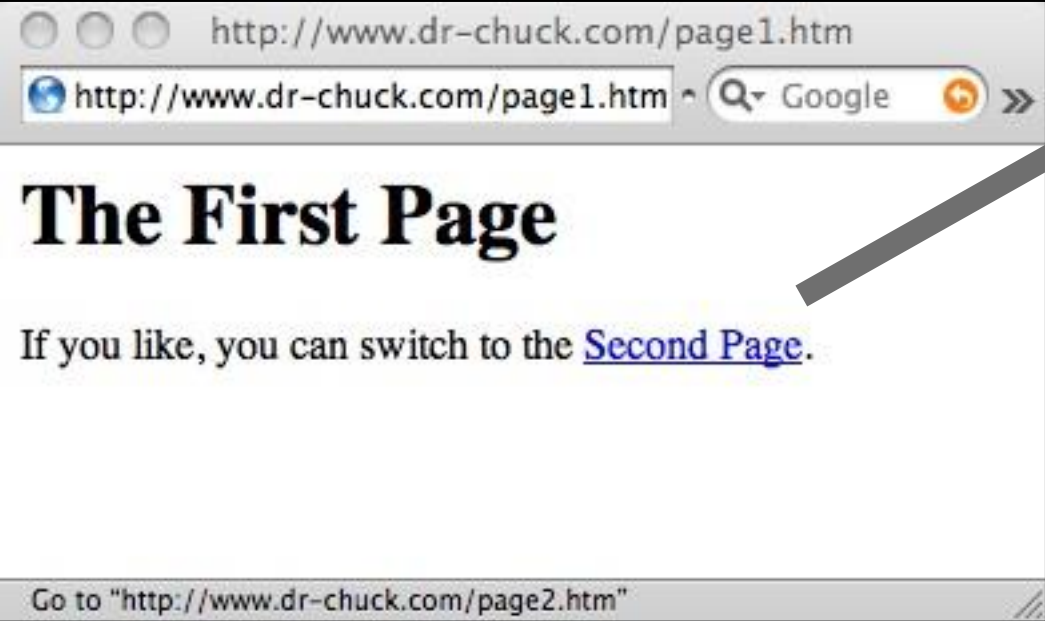 http://www.dr-chuck.com/page1.htm
http://www.dr-chuck.com/page1.htm Google
The First Page
If you like, you can switch to the Second Page.
Go to "http://www.dr-chuck.com/page2.htm"